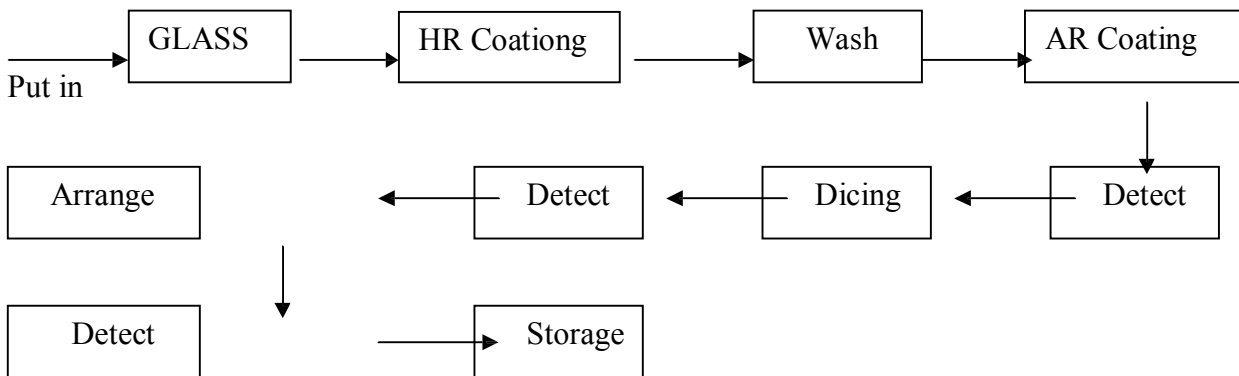 GLASS
HR Coationg
Wash
AR Coating
Put in
Arrange
Detect
Dicing
Detect
Detect
Storage